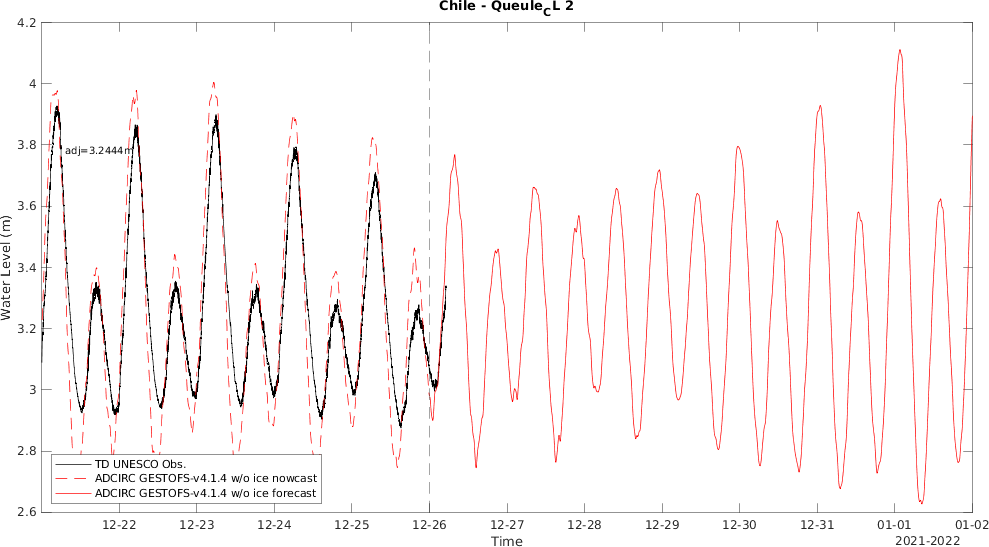 Chile - Queule_CL 2
4.2
4
3.8
3.6
3.4
3.2
3
2.8
2.6
Water Level (m)
adj=3.2444m
TD UNESCO Obs.
ADCIRC GESTOFS-v4.1.4 w/o ice nowcast
ADCIRC GESTOFS-v4.1.4 w/o ice forecast
12-22 12-23 12-24 12-25 12-26 12-27 12-28 12-29 12-30 12-31 01-01 01-02
Time
2021-2022